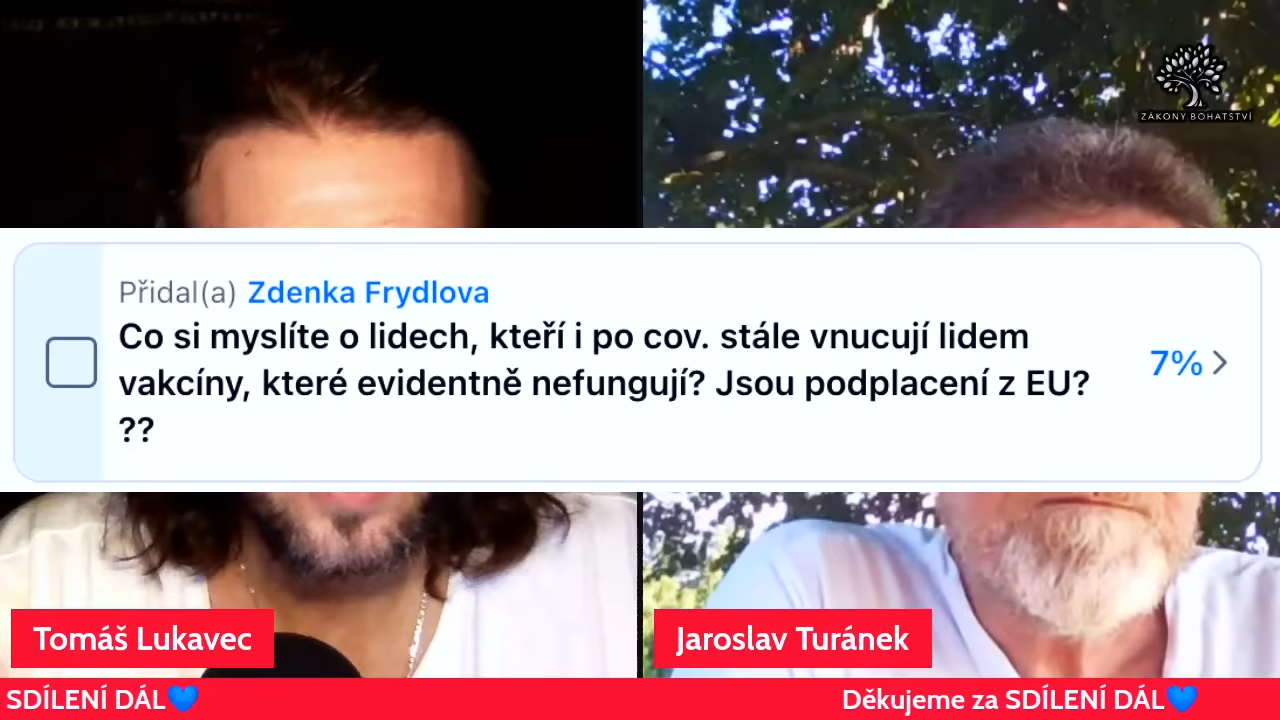 ZÁKONY BOHATSTVÍ
Přidal(a) Zdenka Frydlova
Co si myslíte o lidech, kteří i po cov. stále vnucují lidem
vakcíny, které evidentně nefungují? Jsou podplacení z EU?
??
7%
Tomáš Lukavec
Jaroslav Turánek
SDÍLENÍ DÁL💙
Děkujeme za SDÍLENÍ DÁL💙